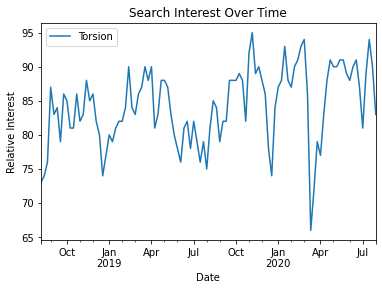 Search Interest Over Time
Torsion
Relative Interest
95
90
85
80
75
70
65
Oct
Jan
2019
Apr
Jul
Oct
Jan
2020
Apr
Jul
Date